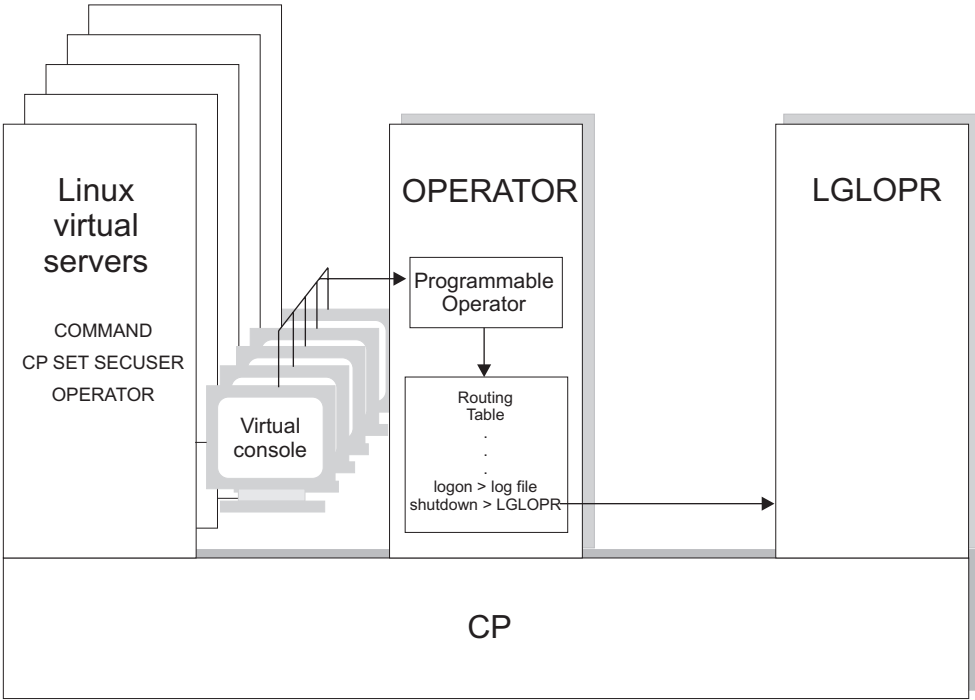 Linux
virtual
servers
COMMAND
CP SET SECUSER
OPERATOR
Virtual
console
OPERATOR
Programmable
Operator
Routing
Table
.
.
.
logon > log file
shutdown > LGLOPR
LGLOPR
CP